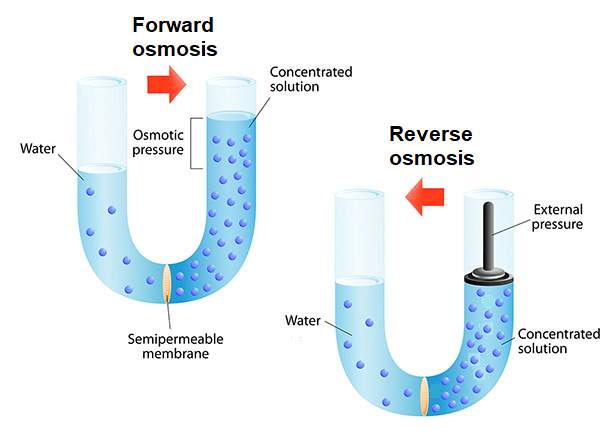 Forward
osmosis
Concentrated
solution
Osmotic
pressure
Water
Semipermeable
membrane
Reverse
osmosis
External
pressure
Water
Concentrated
solution